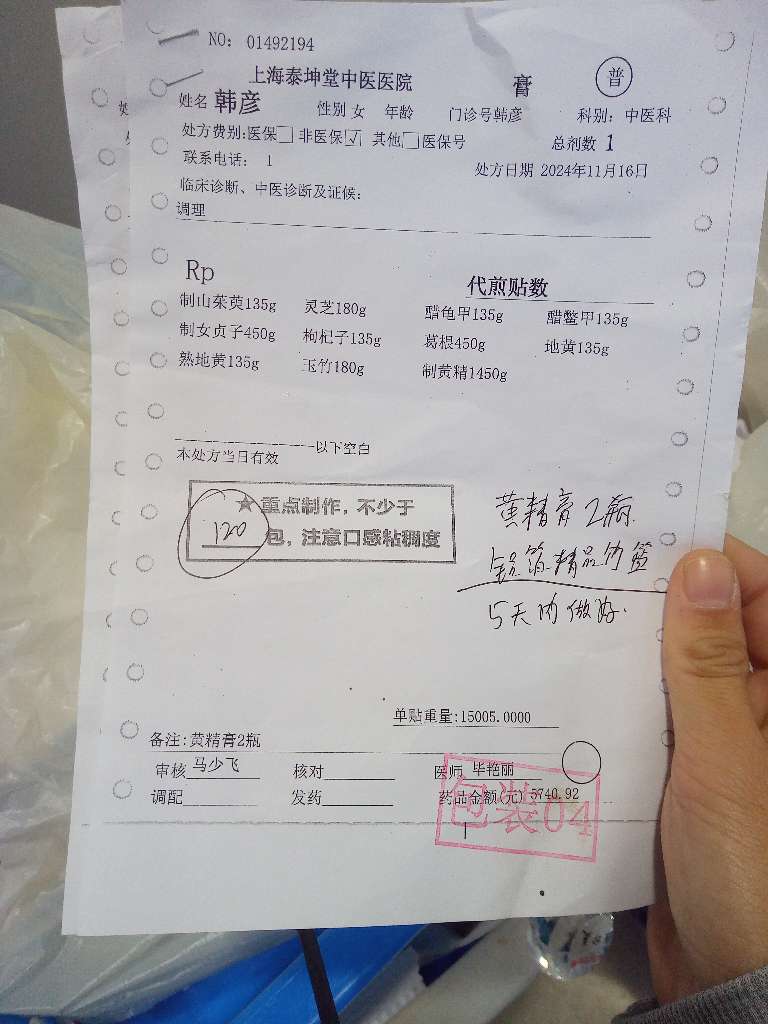 NO: 01492194
上海泰坤堂中医医院 膏 普
姓名 韩彦 性别 女 年龄 门诊号韩彦 科别: 中医科
处方费别:医保□ 非医保☑ 其他□ 医保号 总剂数 1
联系电话: 1 处方日期 2024年11月16日
临床诊断、中医诊断及证候:
调理
Rp 代煎贴数
制山茱萸135g 灵芝180g 醋龟甲135g 醋鳖甲135g
制女贞子450g 枸杞子135g 葛根450g 地黄135g
熟地黄135g 玉竹180g 制黄精1450g
以下空白
本处方当日有效
★重点制作，不少于
120 包，注意口感粘稠度
黄精膏2瓶
铝箔精品竹签
5天内做好.
单贴重量:15005.0000
备注:黄精膏2瓶
审核 马少飞 核对 医师 毕艳丽
调配 发药 药品金额(元) 5740.92
包装04